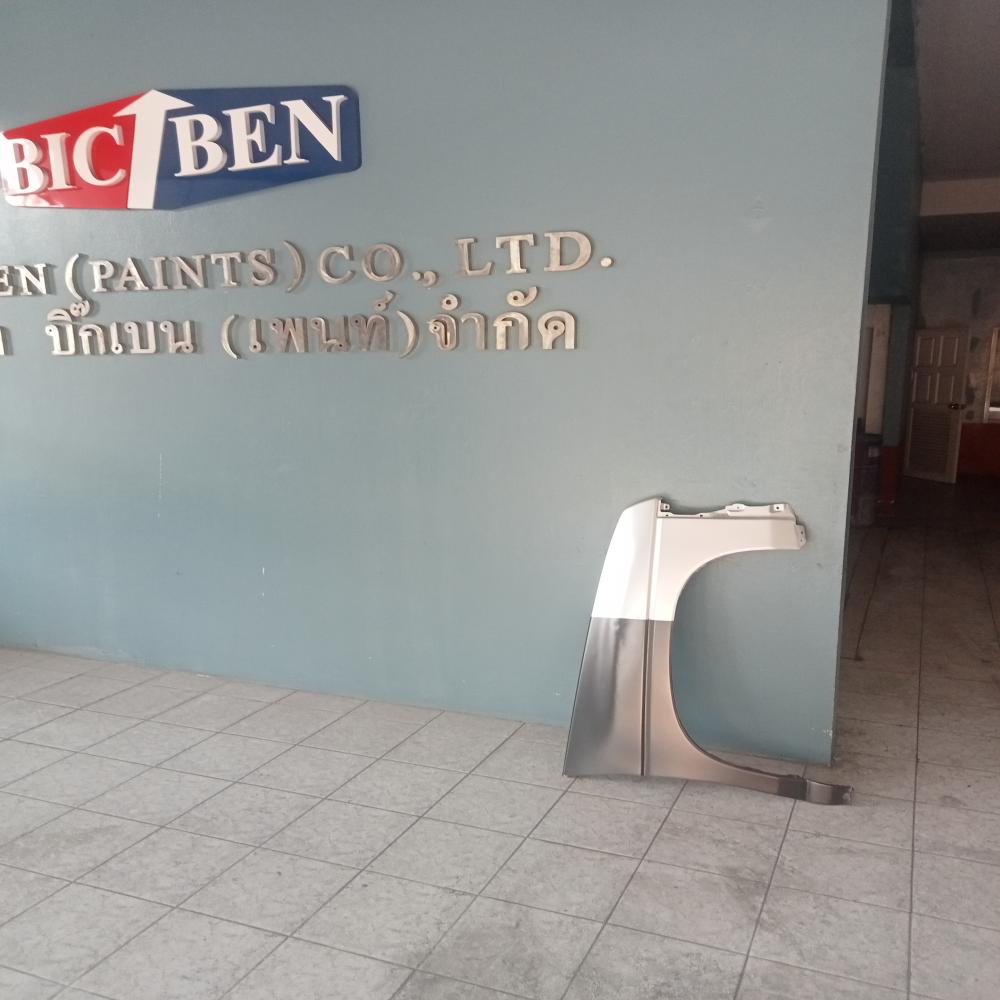 BIC BEN
EN (PAINTS) CO., LTD.
บิ๊กเบน (เพนท์) จำกัด